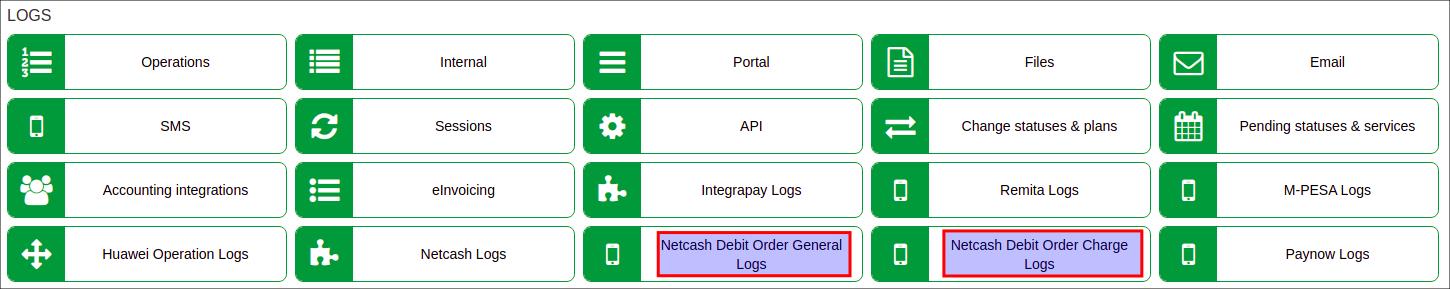 LOGS
Operations
Internal
Portal
Files
Email
SMS
Sessions
API
Change statuses & plans
Pending statuses & services
Accounting integrations
eInvoicing
Integrapay Logs
Remita Logs
M-PESA Logs
Huawei Operation Logs
Netcash Logs
Netcash Debit Order General
Logs
Netcash Debit Order Charge
Logs
Paynow Logs